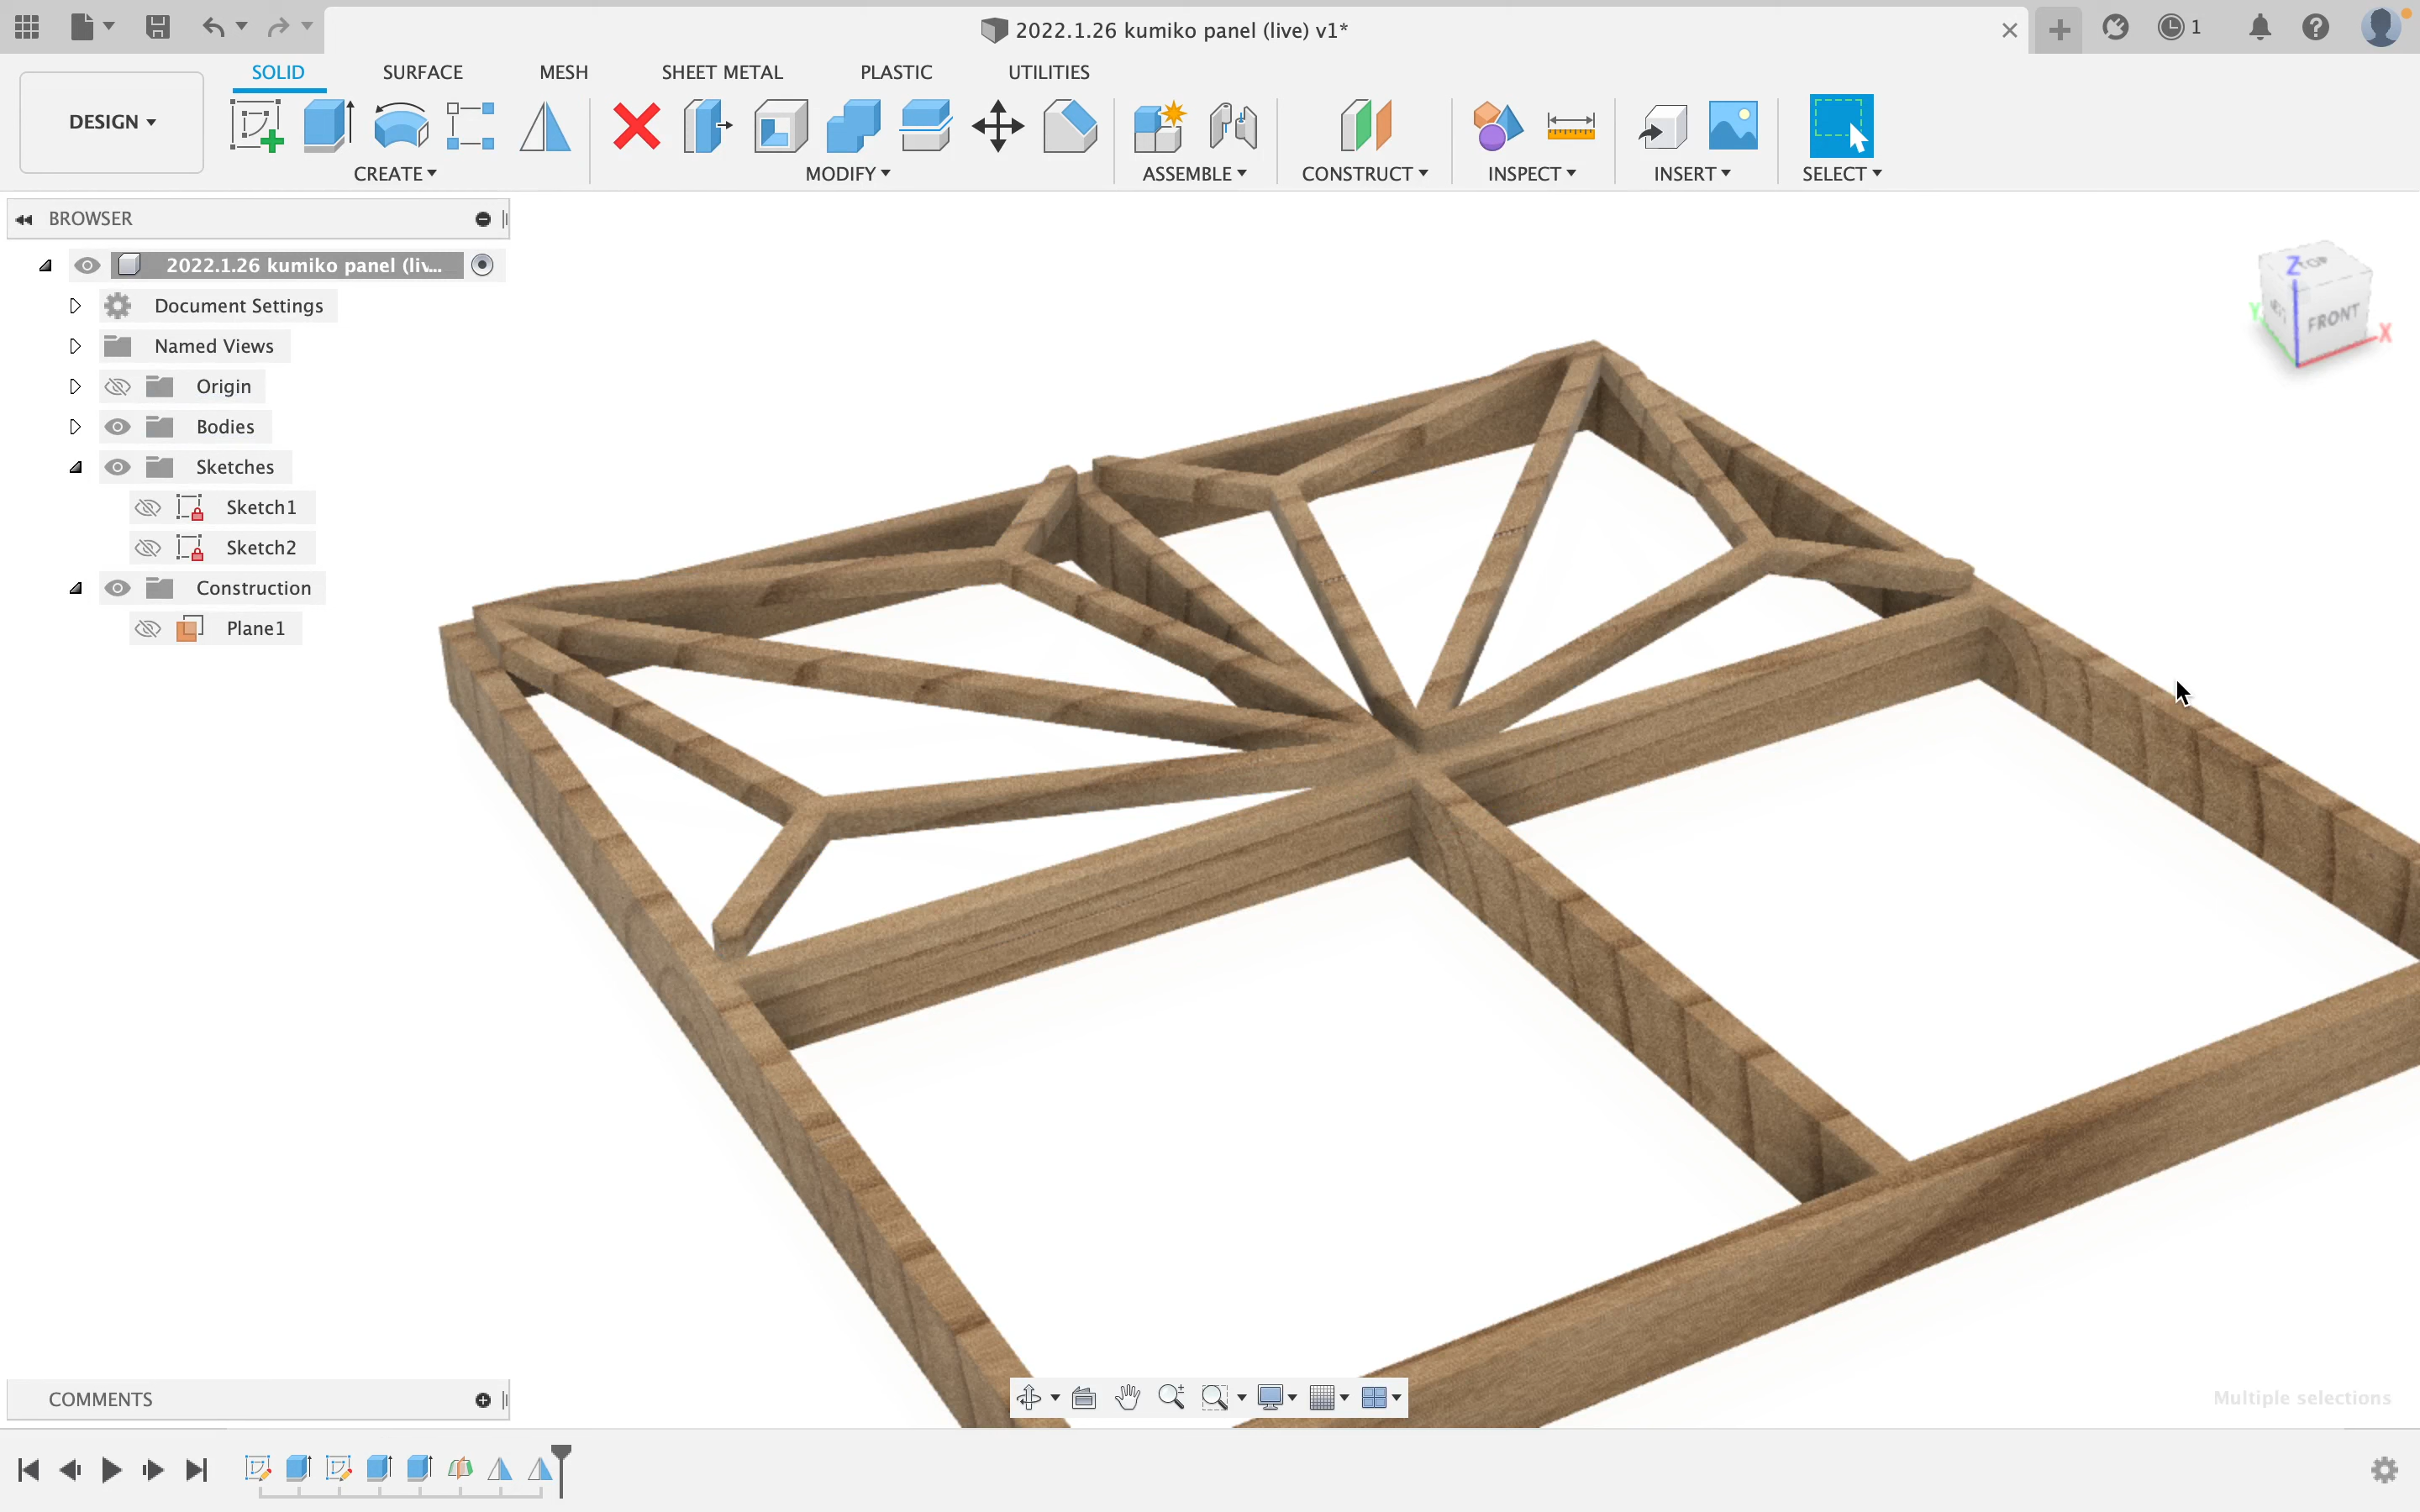 2022.1.26 kumiko panel (live) v1*
1
SOLID
SURFACE
MESH
SHEET METAL
PLASTIC
UTILITIES
DESIGN
CREATE
MODIFY
ASSEMBLE
CONSTRUCT
INSPECT
INSERT
SELECT
BROWSER
2022.1.26 kumiko panel (liv...
Document Settings
Named Views
Origin
Bodies
Sketches
Sketch1
Sketch2
Construction
Plane1
Z
TOP
Y
FRONT
X
COMMENTS
Multiple selections